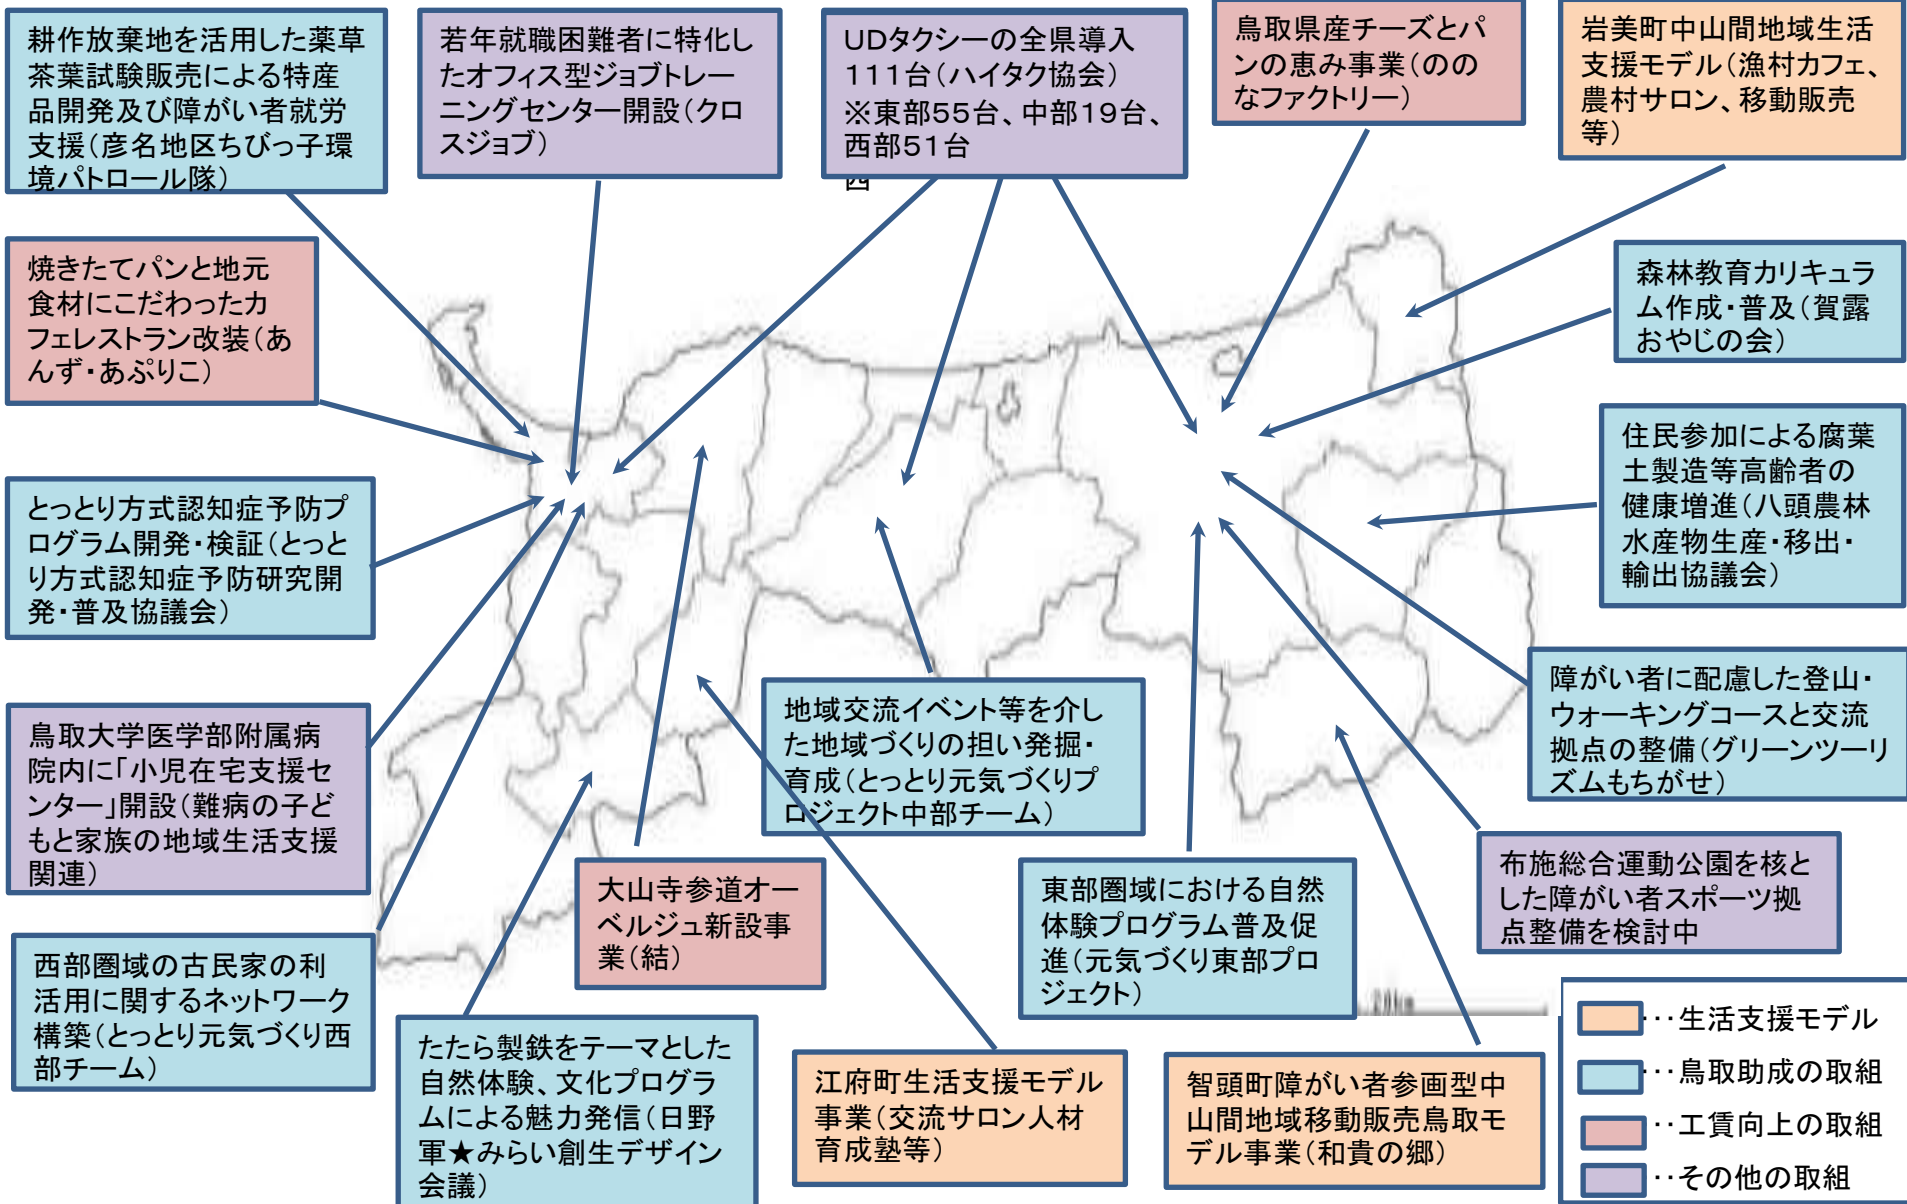 耕作放棄地を活用した薬草
茶葉試験販売による特産
品開発及び障がい者就労
支援(彦名地区ちびっ子環
境パトロール隊)
若年就職困難者に特化し
たオフィス型ジョブトレー
ニングセンター開設(クロ
スジョブ)
UDタクシーの全県導入
111台(ハイタク協会)
※東部55台、中部19台、
西部51台
西
鳥取県産チーズとパ
ンの恵み事業(のの
なファクトリー)
岩美町中山間地域生活
支援モデル(漁村カフェ、
農村サロン、移動販売
等)
焼きたてパンと地元
食材にこだわったカ
フェレストラン改装(あ
んず・あぷりこ)
森林教育カリキュラ
ム作成・普及(賀露
おやじの会)
とっとり方式認知症予防プ
ログラム開発・検証(とっと
り方式認知症予防研究開
発・普及協議会)
住民参加による腐葉
土製造等高齢者の
健康増進(八頭農林
水産物生産・移出・
輸出協議会)
鳥取大学医学部附属病
院内に「小児在宅支援セ
ンター」開設(難病の子ど
もと家族の地域生活支援
関連)
地域交流イベント等を介し
た地域づくりの担い発掘・
育成(とっとり元気づくりプ
ロジェクト中部チーム)
障がい者に配慮した登山・
ウォーキングコースと交流
拠点の整備(グリーンツーリ
ズムもちがせ)
大山寺参道オー
ベルジュ新設事
業(結)
東部圏域における自然
体験プログラム普及促
進(元気づくり東部プロ
ジェクト)
布施総合運動公園を核と
した障がい者スポーツ拠
点整備を検討中
西部圏域の古民家の利
活用に関するネットワーク
構築(とっとり元気づくり西
部チーム)
たたら製鉄をテーマとした
自然体験、文化プログラ
ムによる魅力発信(日野
軍★みらい創生デザイン
会議)
江府町生活支援モデル
事業(交流サロン人材
育成塾等)
智頭町障がい者参画型中
山間地域移動販売鳥取モ
デル事業(和貴の郷)
20km
･･･生活支援モデル
･･･鳥取助成の取組
･･工賃向上の取組
･･その他の取組